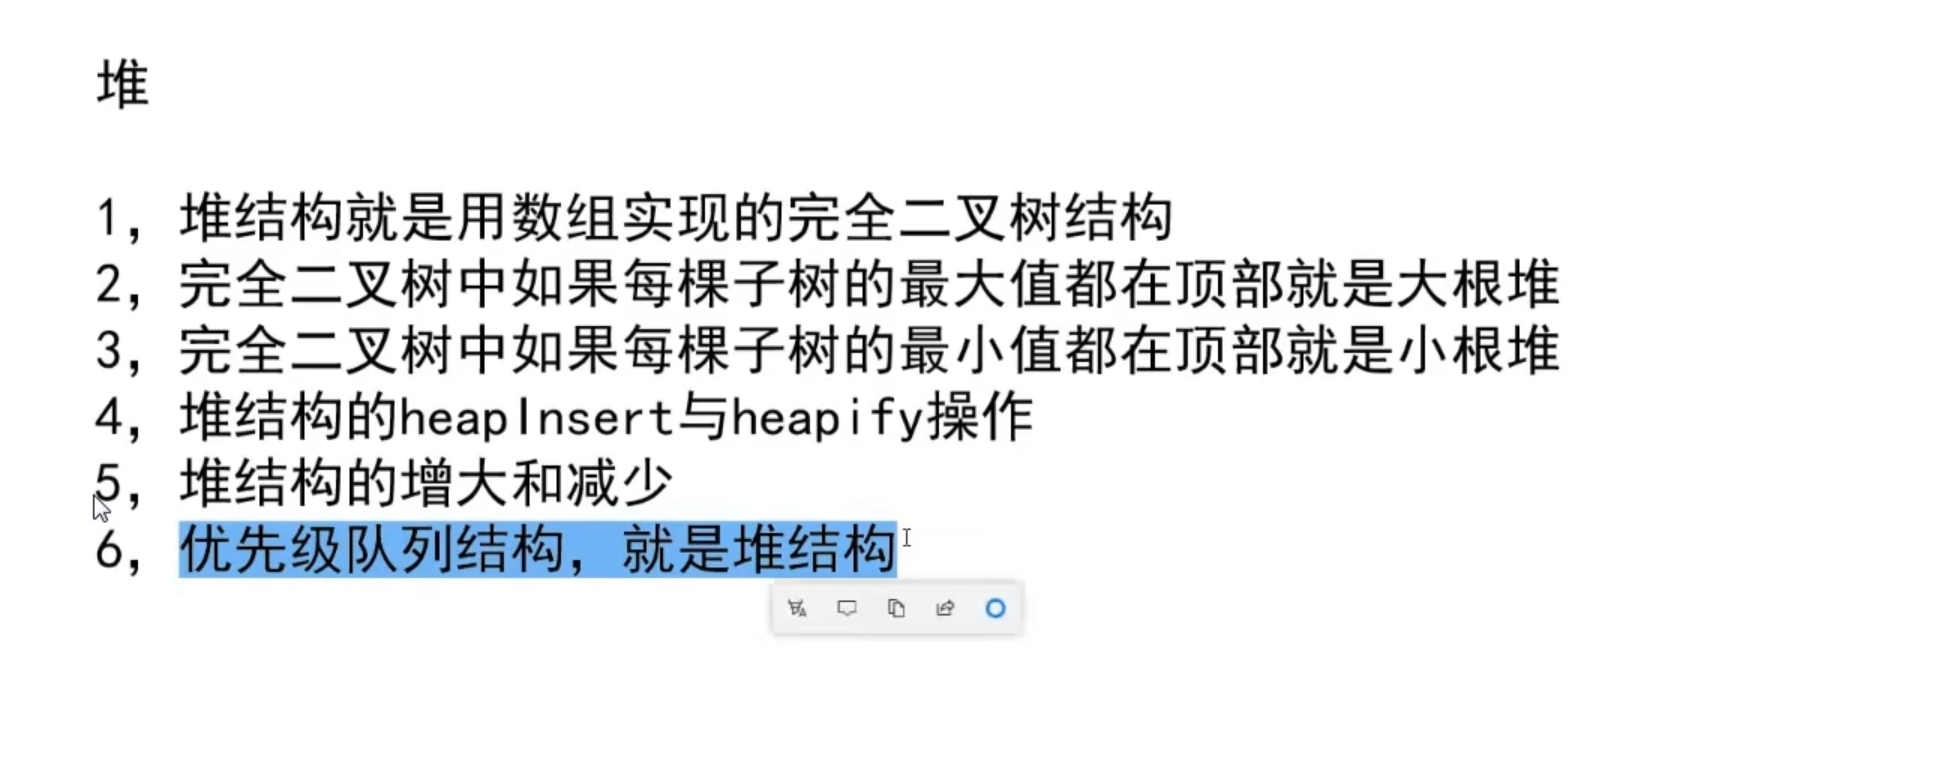 堆
1，堆结构就是用数组实现的完全二叉树结构
2，完全二叉树中如果每棵子树的最大值都在顶部就是大根堆
3，完全二叉树中如果每棵子树的最小值都在顶部就是小根堆
4，堆结构的heapInsert与heapify操作
5，堆结构的增大和减少
6，优先级队列结构，就是堆结构